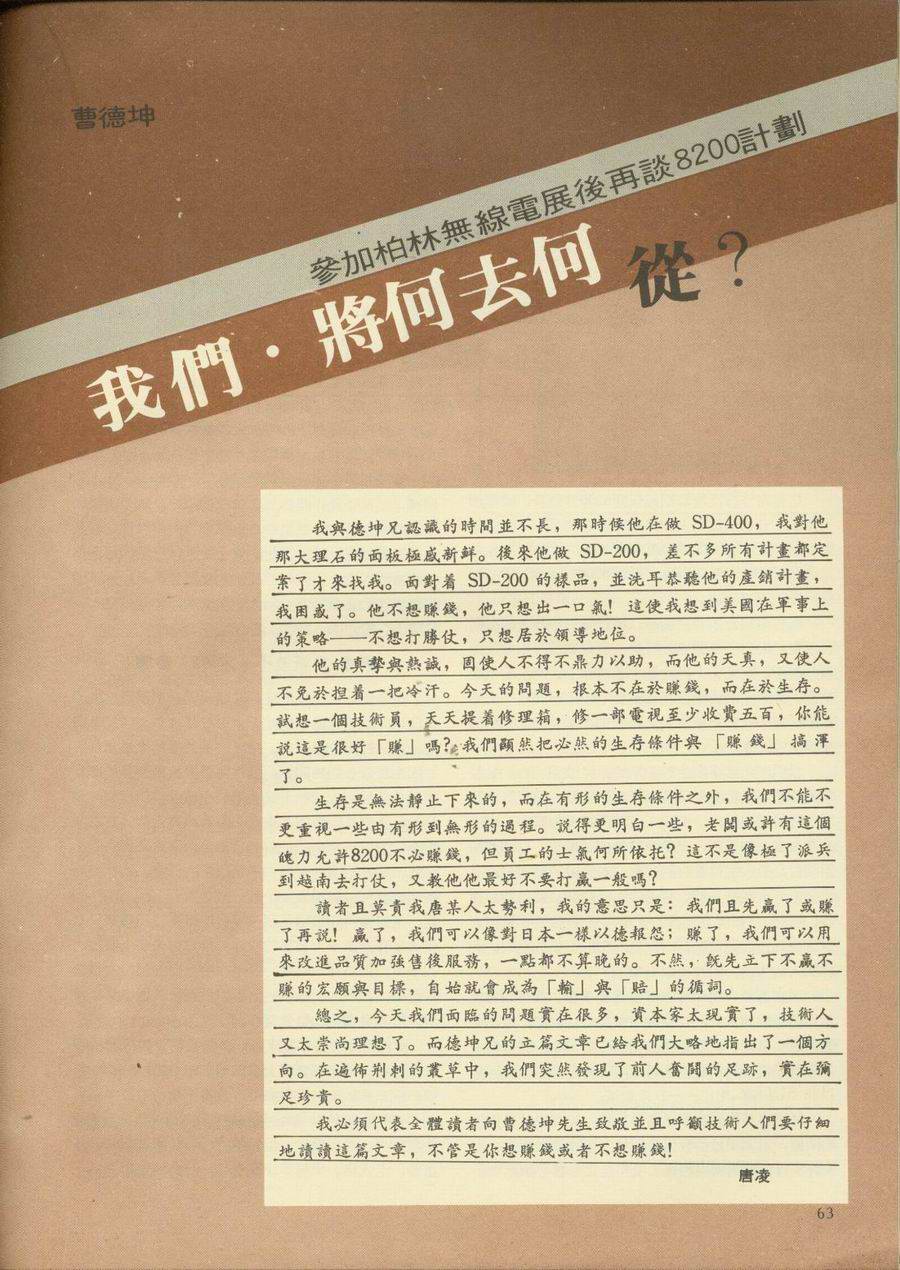 曹德坤
參加柏林無線電展後再談8200計劃
我們·將何去何從？
我與德坤兄認識的時間並不長，那時候他在做 SD-400，我對他
那大理石的面板極感新鮮。後來他做 SD-200，差不多所有計畫都定
案了才來找我。面對着 SD-200 的樣品，並洗耳恭聽他的產銷計畫，
我困惑了。他不想賺錢，他只想出一口氣！這使我想到美國在軍事上
的策略——不想打勝仗，只想居於領導地位。
他的真摯與熱誠，固使人不得不鼎力以助，而他的天真，又使人
不免於揑着一把冷汗。今天的問題，根本不在於賺錢，而在於生存。
試想一個技術員，天天提着修理箱，修一部電視至少收費五百，你能
説這是很好「賺」嗎？我們顯然把必然的生存條件與「賺錢」搞渾
了。
生存是無法靜止下來的，而在有形的生存條件之外，我們不能不
更重視一些由有形到無形的過程。説得更明白一些，老闆或許有這個
魄力允許8200不必賺錢，但員工的士氣何所依托？這不是像極了派兵
到越南去打仗，又教他他最好不要打贏一般嗎？
讀者且莫責我唐某人太勢利，我的意思只是：我們且先贏了或賺
了再説！贏了，我們可以像對日本一樣以德報怨；賺了，我們可以用
來改進品質加強售後服務，一點都不算晚的。不然，旣先立下不贏不
賺的宏願與目標，自始就會成為「輸」與「賠」的循詞。
總之，今天我們面臨的問題實在很多，資本家太現實了，技術人
又太崇尚理想了。而德坤兄的立篇文章已給我們大略地指出了一個方
向。在遍佈荊刺的叢草中，我們突然發現了前人奮鬪的足跡，實在彌
足珍貴。
我必須代表全體讀者向曹德坤先生致敬並且呼籲技術人們要仔細
地讀讀這篇文章，不管是你想賺錢或者不想賺錢！
唐凌
63